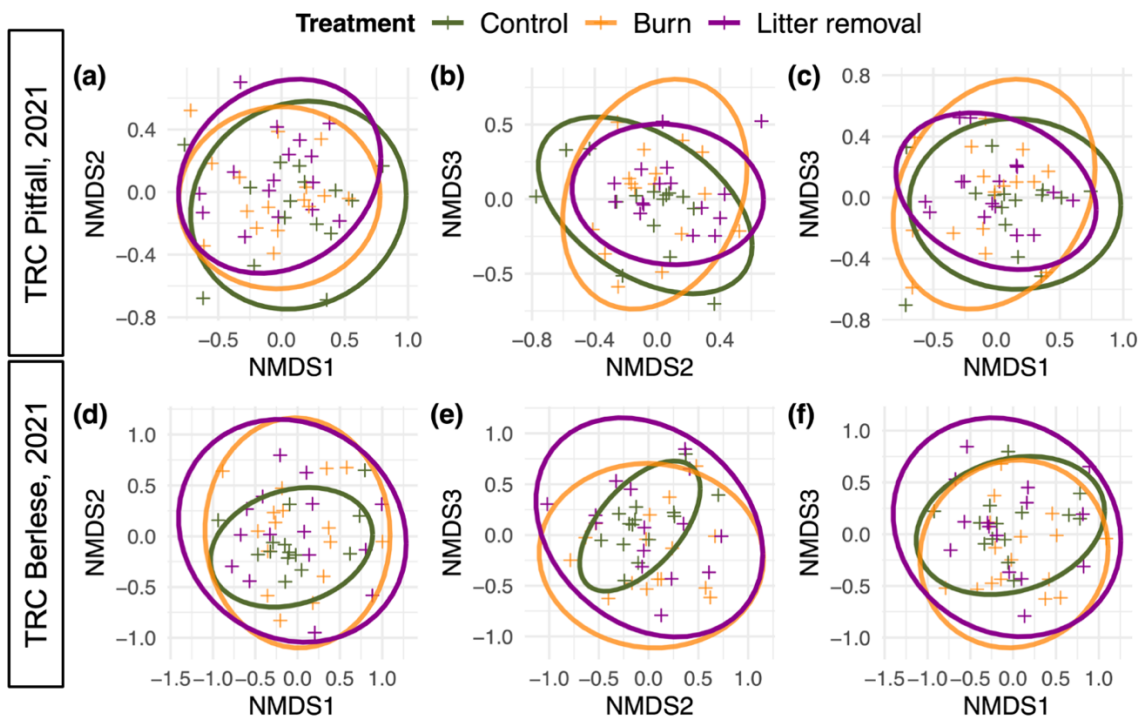 Treatment Control Burn Litter removal
TRC Pitfall, 2021
(a) (b) (c)
NMDS2 0.4 0.0 −0.4 −0.8
−0.5 0.0 0.5 1.0
NMDS1
NMDS3 0.5 0.0 −0.5
−0.8 −0.4 0.0 0.4
NMDS2
NMDS3 0.8 0.4 0.0 −0.4 −0.8
−0.5 0.0 0.5 1.0
NMDS1
TRC Berlese, 2021
(d) (e) (f)
NMDS2 1.0 0.5 0.0 −0.5 −1.0
−1.5 −1.0 −0.5 0.0 0.5 1.0
NMDS1
NMDS3 1.0 0.5 0.0 −0.5 −1.0
−1.0 −0.5 0.0 0.5 1.0
NMDS2
NMDS3 1.0 0.5 0.0 −0.5 −1.0
−1.5 −1.0 −0.5 0.0 0.5 1.0
NMDS1